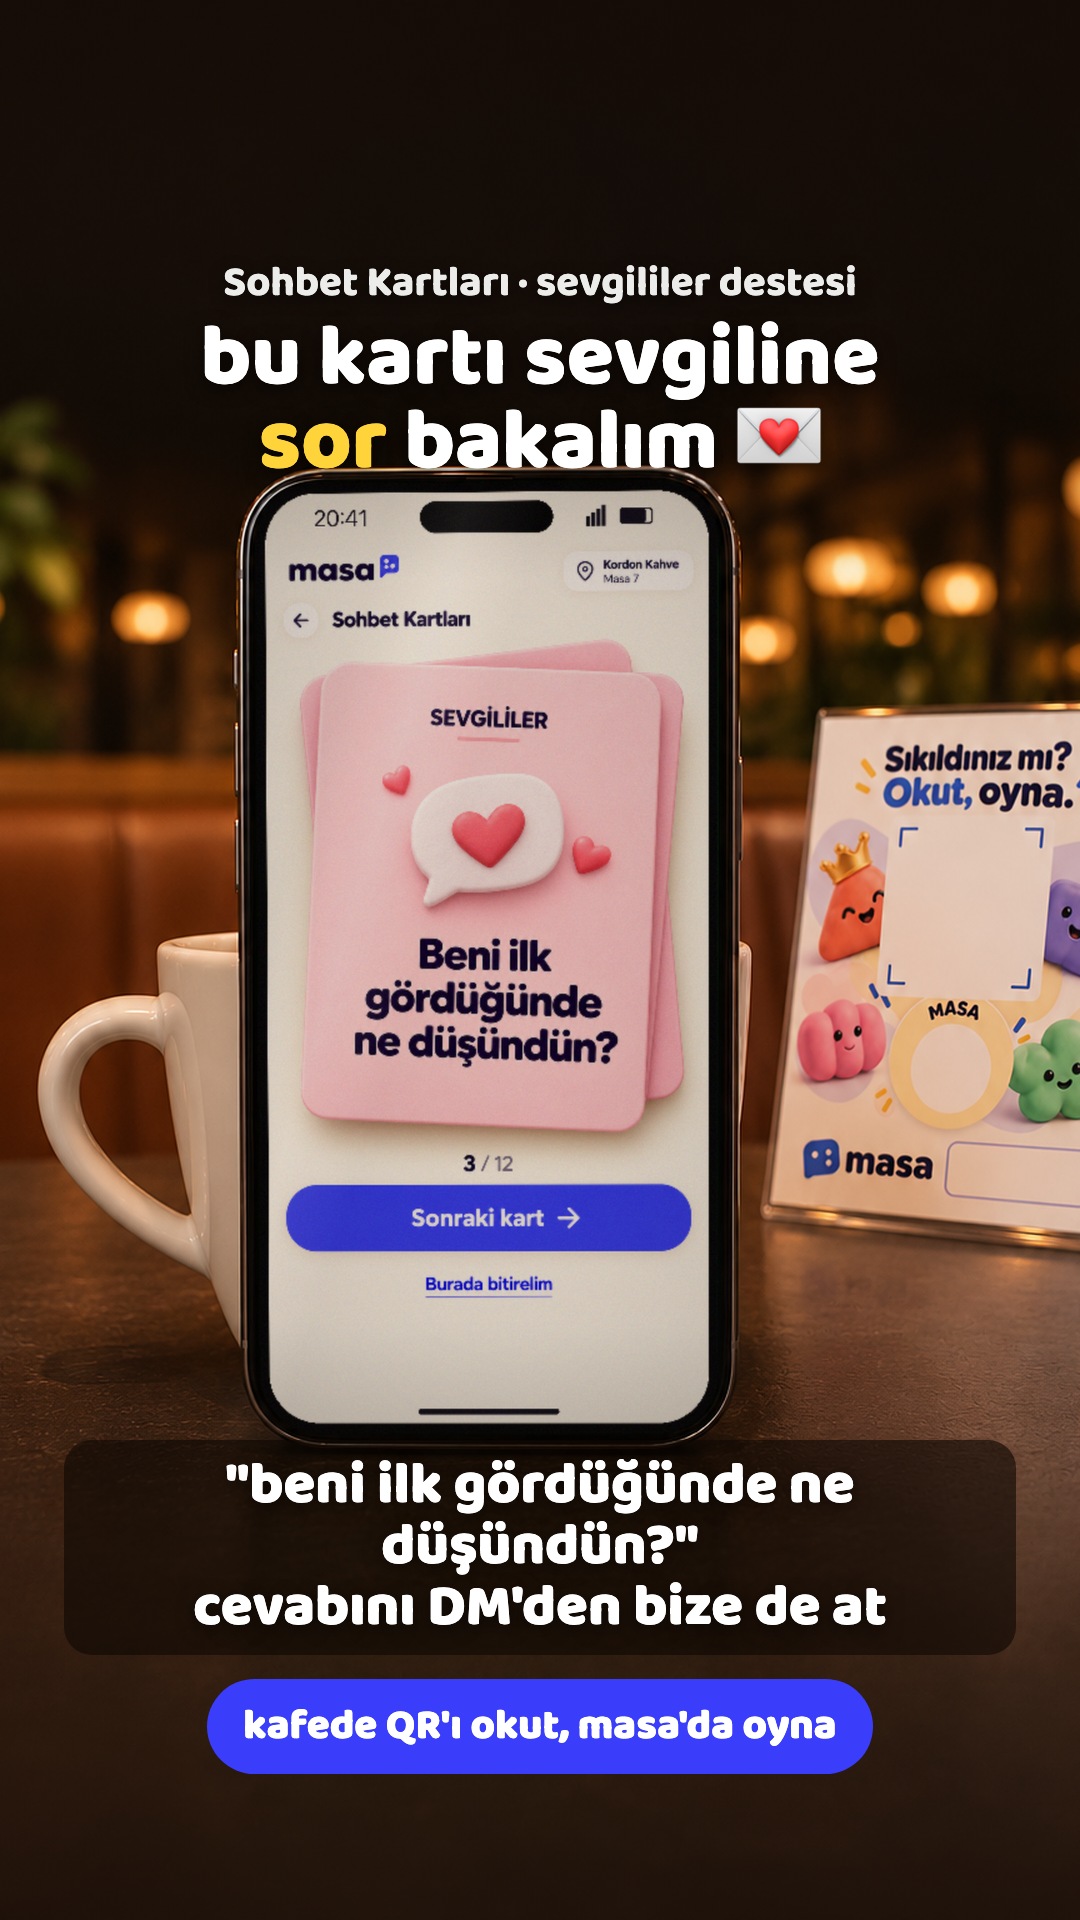 Sohbet Kartları · sevgililer destesi
bu kartı sevgiline
sor bakalım 💌
20:41
masa
Kordon Kahve
Masa 7
Sohbet Kartları
SEVGİLİLER
Beni ilk
gördüğünde
ne düşündün?
3 / 12
Sonraki kart →
Burada bitirelim
Sıkıldınız mı?
Okut, oyna.
MASA
masa
"beni ilk gördüğünde ne
düşündün?"
cevabını DM'den bize de at
kafede QR'ı okut, masa'da oyna